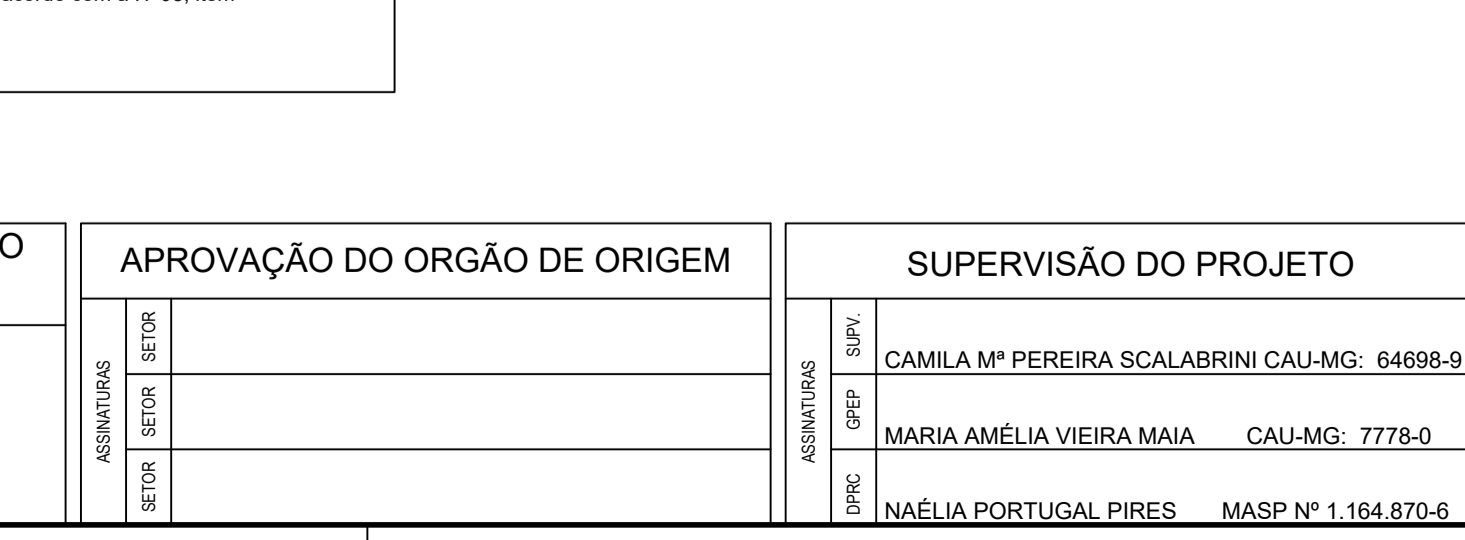 O
APROVAÇÃO DO ORGÃO DE ORIGEM
ASSINATURAS
SETOR
SETOR
SETOR
SUPERVISÃO DO PROJETO
ASSINATURAS
SUPV.
CAMILA Mª PEREIRA SCALABRINI CAU-MG: 64698-9
GPEP
MARIA AMÉLIA VIEIRA MAIA CAU-MG: 7778-0
DPRC
NAÉLIA PORTUGAL PIRES MASP Nº 1.164.870-6